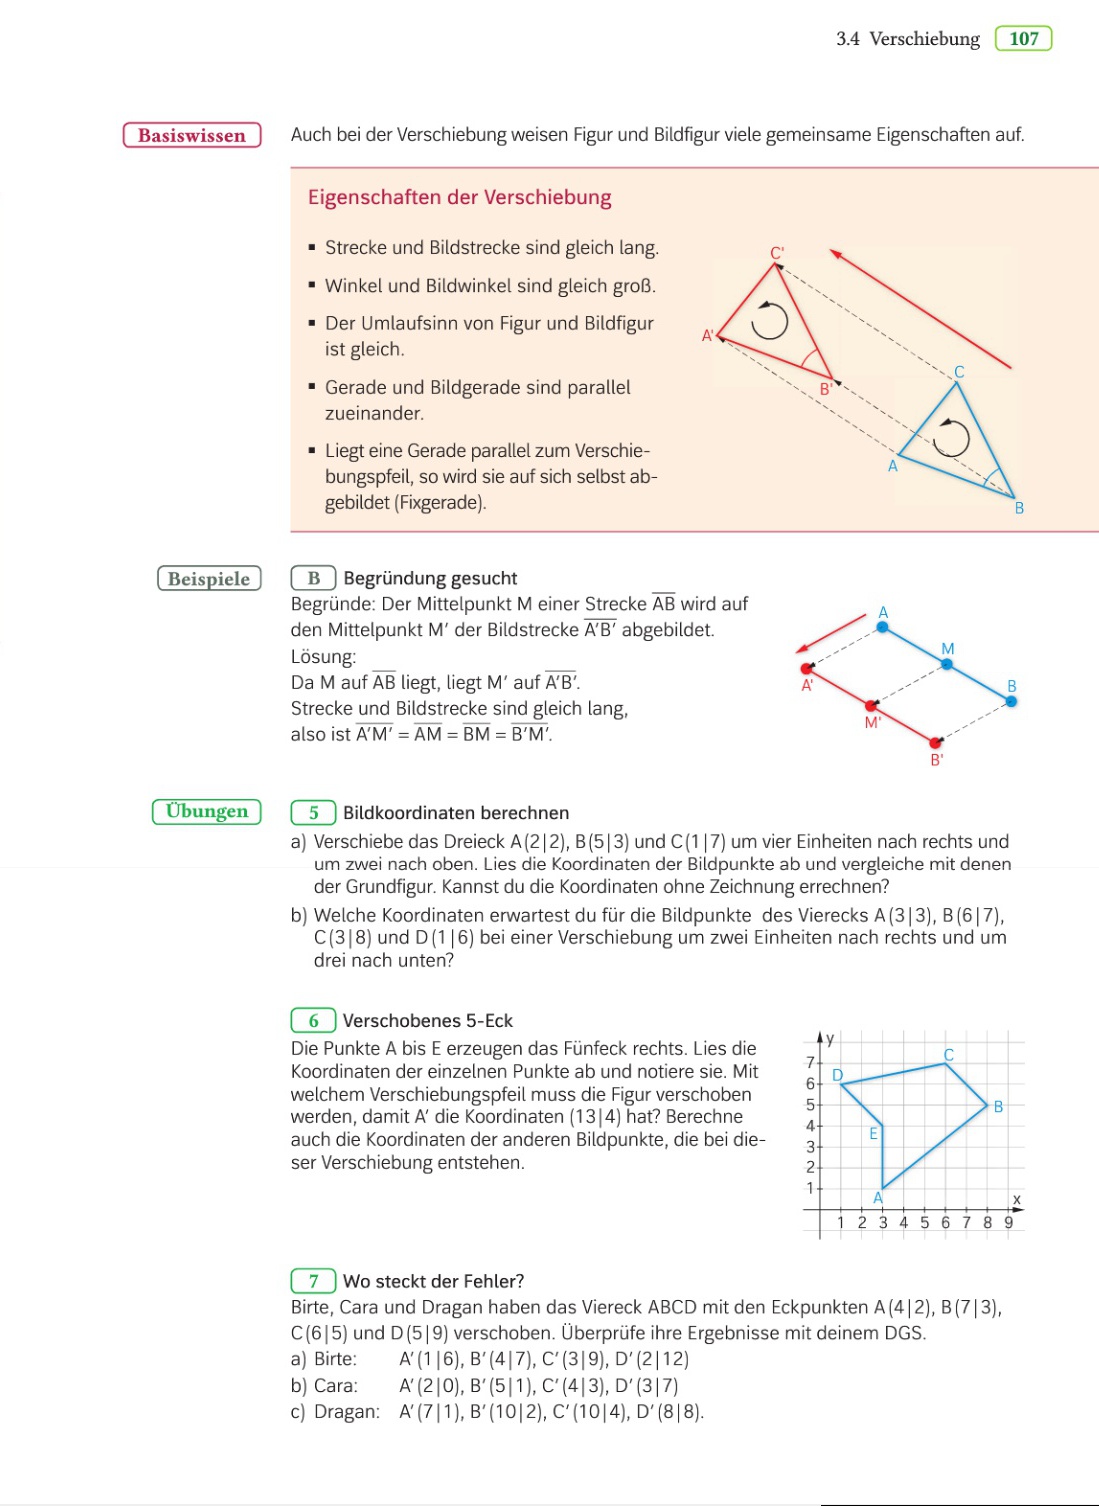 3.4 Verschiebung 107
Basiswissen
Auch bei der Verschiebung weisen Figur und Bildfigur viele gemeinsame Eigenschaften auf.
Eigenschaften der Verschiebung
▪ Strecke und Bildstrecke sind gleich lang.
▪ Winkel und Bildwinkel sind gleich groß.
▪ Der Umlaufsinn von Figur und Bildfigur
ist gleich.
▪ Gerade und Bildgerade sind parallel
zueinander.
▪ Liegt eine Gerade parallel zum Verschie-
bungspfeil, so wird sie auf sich selbst ab-
gebildet (Fixgerade).
C'
A'
B'
C
A
B
Beispiele
B Begründung gesucht
Begründe: Der Mittelpunkt M einer Strecke A̅B̅ wird auf
den Mittelpunkt M′ der Bildstrecke A̅′B̅′ abgebildet.
Lösung:
Da M auf A̅B̅ liegt, liegt M′ auf A̅′B̅′.
Strecke und Bildstrecke sind gleich lang,
also ist A̅′M̅′ = A̅M̅ = B̅M̅ = B̅′M̅′.
A
M
B
A'
M'
B'
Übungen
5 Bildkoordinaten berechnen
a) Verschiebe das Dreieck A(2|2), B(5|3) und C(1|7) um vier Einheiten nach rechts und
um zwei nach oben. Lies die Koordinaten der Bildpunkte ab und vergleiche mit denen
der Grundfigur. Kannst du die Koordinaten ohne Zeichnung errechnen?
b) Welche Koordinaten erwartest du für die Bildpunkte des Vierecks A(3|3), B(6|7),
C(3|8) und D(1|6) bei einer Verschiebung um zwei Einheiten nach rechts und um
drei nach unten?
6 Verschobenes 5-Eck
Die Punkte A bis E erzeugen das Fünfeck rechts. Lies die
Koordinaten der einzelnen Punkte ab und notiere sie. Mit
welchem Verschiebungspfeil muss die Figur verschoben
werden, damit A′ die Koordinaten (13|4) hat? Berechne
auch die Koordinaten der anderen Bildpunkte, die bei die-
ser Verschiebung entstehen.
y
7
6
5
4
3
2
1
C
D
B
E
A
x
1 2 3 4 5 6 7 8 9
7 Wo steckt der Fehler?
Birte, Cara und Dragan haben das Viereck ABCD mit den Eckpunkten A(4|2), B(7|3),
C(6|5) und D(5|9) verschoben. Überprüfe ihre Ergebnisse mit deinem DGS.
a) Birte: A′(1|6), B′(4|7), C′(3|9), D′(2|12)
b) Cara: A′(2|0), B′(5|1), C′(4|3), D′(3|7)
c) Dragan: A′(7|1), B′(10|2), C′(10|4), D′(8|8).